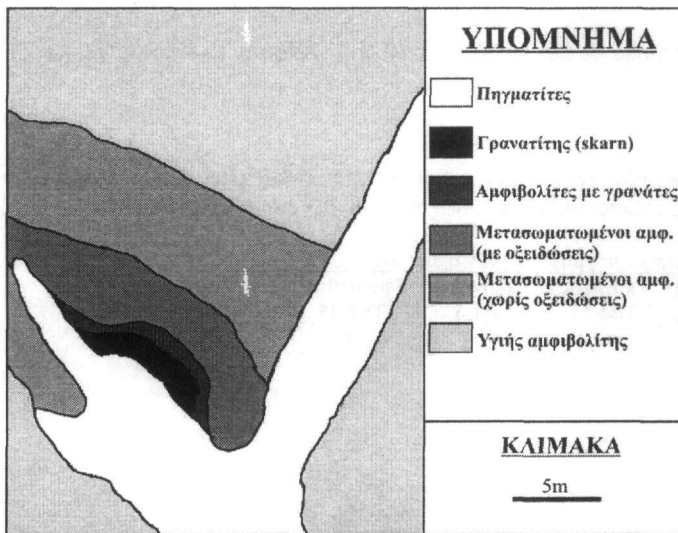 ΥΠΟΜΝΗΜΑ
Πηγματίτες
Γρανατίτης (skarn)
Αμφιβολίτες με γρανάτες
Μετασωματωμένοι αμφ.
(με οξειδώσεις)
Μετασωματωμένοι αμφ.
(χωρίς οξειδώσεις)
Υγιής αμφιβολίτης
ΚΛΙΜΑΚΑ
5m